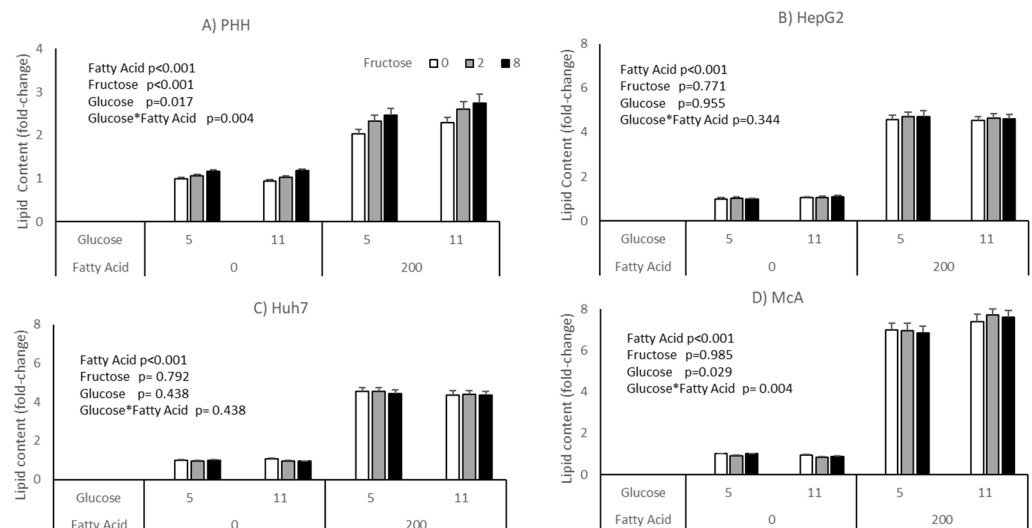 A) PHH
Lipid Content (fold-change)
4
3
2
1
0
Fatty Acid p<0.001
Fructose p<0.001
Glucose p=0.017
Glucose*Fatty Acid p=0.004
Fructose 0 2 8
Glucose 5 11 5 11
Fatty Acid 0 200
B) HepG2
Lipid Content (fold-change)
8
6
4
2
0
Fatty Acid p<0.001
Fructose p=0.771
Glucose p=0.955
Glucose*Fatty Acid p=0.344
Glucose 5 11 5 11
Fatty Acid 0 200
C) Huh7
Lipid content (fold-change)
8
6
4
2
0
Fatty Acid p<0.001
Fructose p= 0.792
Glucose p= 0.438
Glucose*Fatty Acid p= 0.438
Glucose 5 11 5 11
Fatty Acid 0 200
D) McA
Lipid content (fold-change)
8
6
4
2
0
Fatty Acid p<0.001
Fructose p=0.985
Glucose p=0.029
Glucose*Fatty Acid p= 0.004
Glucose 5 11 5 11
Fatty Acid 0 200